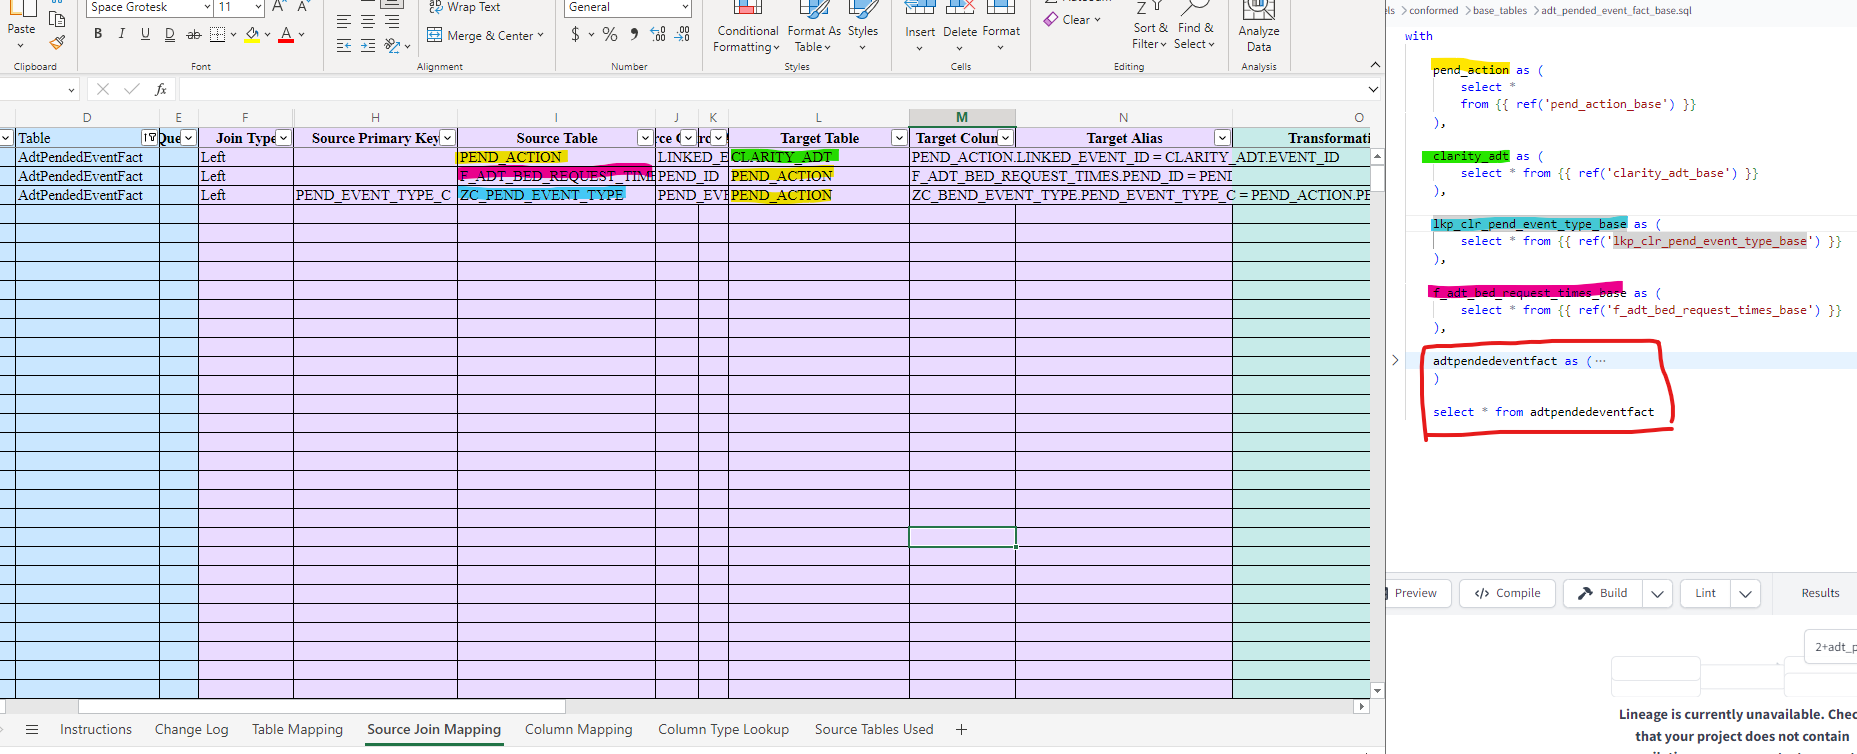 Space Grotesk 11 A A
Paste B I U D ab A
Clipboard Font
Wrap Text
Merge & Center
Alignment
General
$ % 9
Number
Conditional Formatting Format As Table Styles
Styles
Insert Delete Format
Cells
Clear
Sort & Filter Find & Select
Editing
Analyze Data
Analysis
fx
D E F H I J K L M N O
Table Que Join Type Source Primary Key Source Table Target Table Target Colun Target Alias Transformati
AdtPendedEventFact Left PEND_ACTION LINKED_E CLARITY_ADT PEND_ACTION.LINKED_EVENT_ID = CLARITY_ADT.EVENT_ID
AdtPendedEventFact Left F_ADT_BED_REQUEST_TIME PEND_ID PEND_ACTION F_ADT_BED_REQUEST_TIMES.PEND_ID = PEND
AdtPendedEventFact Left PEND_EVENT_TYPE_C ZC_PEND_EVENT_TYPE PEND_EVE PEND_ACTION ZC_BEND_EVENT_TYPE.PEND_EVENT_TYPE_C = PEND_ACTION.PE
Instructions Change Log Table Mapping Source Join Mapping Column Mapping Column Type Lookup Source Tables Used +
els > conformed > base_tables > adt_pended_event_fact_base.sql
with
pend_action as (
select *
from {{ ref('pend_action_base') }}
),
clarity_adt as (
select * from {{ ref('clarity_adt_base') }}
),
lkp_clr_pend_event_type_base as (
select * from {{ ref('lkp_clr_pend_event_type_base') }}
),
f_adt_bed_request_times_base as (
select * from {{ ref('f_adt_bed_request_times_base') }}
),
adtpendedeventfact as ( ···
)
select * from adtpendedeventfact
Preview </> Compile Build Lint Results
2+adt_p
Lineage is currently unavailable. Chec
that your project does not contain